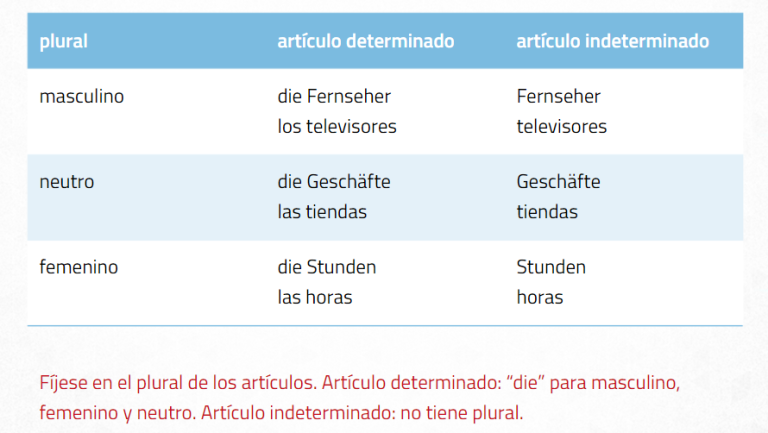 plural artículo determinado artículo indeterminado
masculino die Fernseher Fernseher
los televisores televisores
neutro die Geschäfte Geschäfte
las tiendas tiendas
femenino die Stunden Stunden
las horas horas
Fíjese en el plural de los artículos. Artículo determinado: “die” para masculino,
femenino y neutro. Artículo indeterminado: no tiene plural.